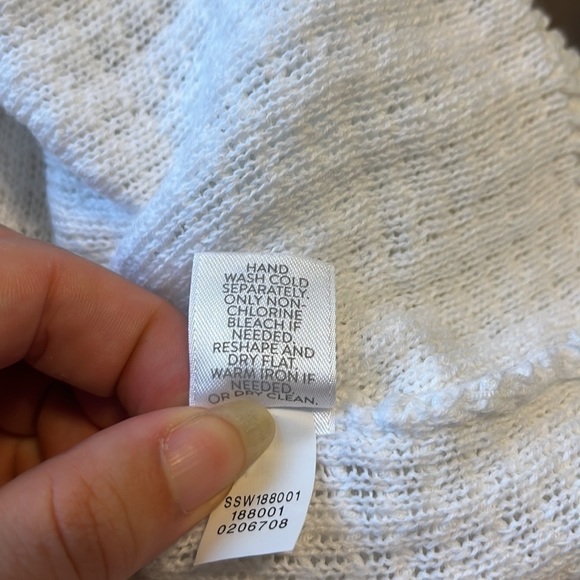 HAND
WASH COLD
SEPARATELY.
ONLY NON-
CHLORINE
BLEACH IF
NEEDED.
RESHAPE AND
DRY FLAT.
WARM IRON IF
NEEDED.
OR DRY CLEAN.
SSW188001
188001
0206708